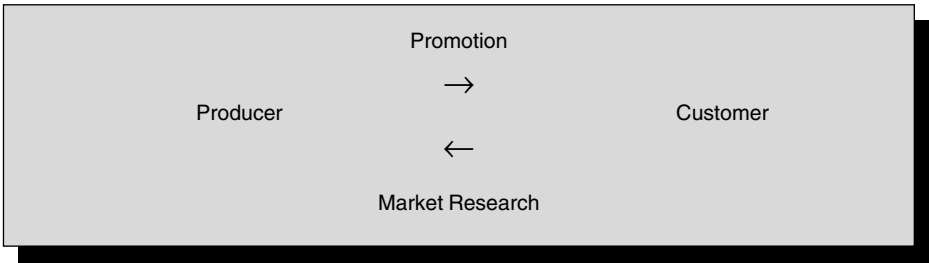 Promotion
→
Producer Customer
←
Market Research